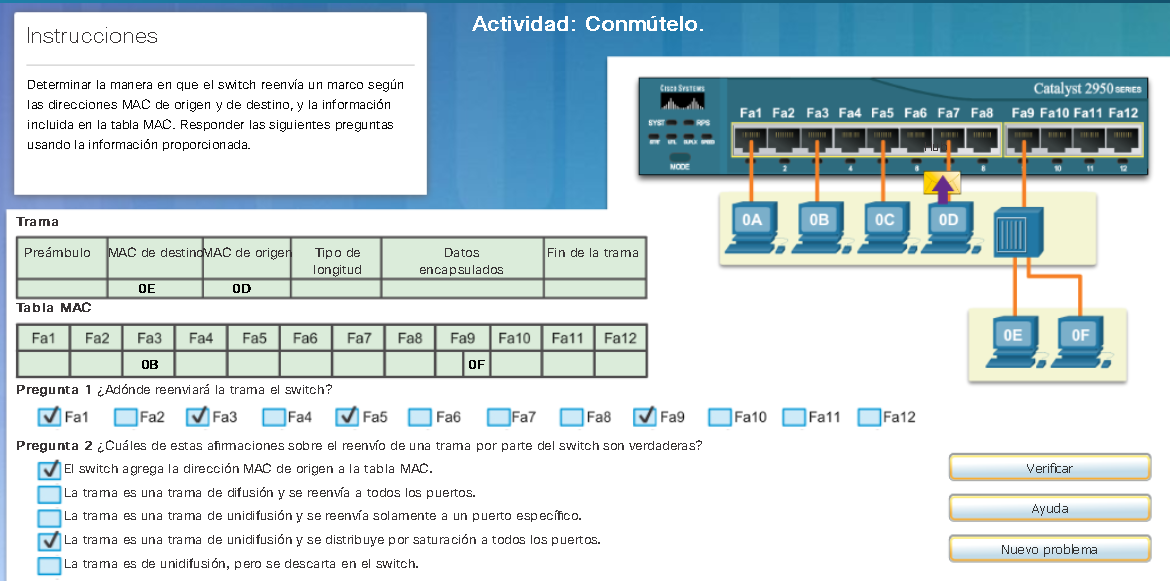 Actividad: Conmútelo.
Instrucciones
Determinar la manera en que el switch reenvía un marco según
las direcciones MAC de origen y de destino, y la información
incluida en la tabla MAC. Responder las siguientes preguntas
usando la información proporcionada.
CISCO SYSTEMS
Catalyst 2950 SERIES
Fa1 Fa2 Fa3 Fa4 Fa5 Fa6 Fa7 Fa8 Fa9 Fa10 Fa11 Fa12
SYST RPS
MODE
2 4 6 8 10 11 12
0A 0B 0C 0D
0E 0F
Trama
Preámbulo MAC de destino MAC de origen Tipo de longitud Datos encapsulados Fin de la trama
0E 0D
Tabla MAC
Fa1 Fa2 Fa3 Fa4 Fa5 Fa6 Fa7 Fa8 Fa9 Fa10 Fa11 Fa12
0B 0F
Pregunta 1 ¿Adónde reenviará la trama el switch?
Fa1 Fa2 Fa3 Fa4 Fa5 Fa6 Fa7 Fa8 Fa9 Fa10 Fa11 Fa12
Pregunta 2 ¿Cuáles de estas afirmaciones sobre el reenvío de una trama por parte del switch son verdaderas?
El switch agrega la dirección MAC de origen a la tabla MAC.
La trama es una trama de difusión y se reenvía a todos los puertos.
La trama es una trama de unidifusión y se reenvía solamente a un puerto específico.
La trama es una trama de unidifusión y se distribuye por saturación a todos los puertos.
La trama es de unidifusión, pero se descarta en el switch.
Verificar
Ayuda
Nuevo problema